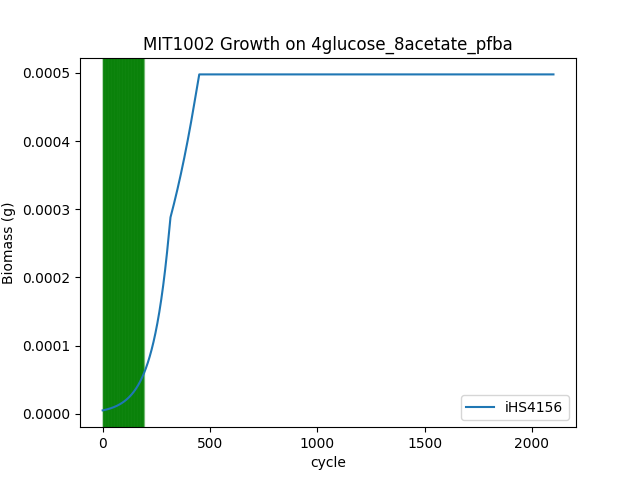 MIT1002 Growth on 4glucose_8acetate_pfba
Biomass (g)
0.0005
0.0004
0.0003
0.0002
0.0001
0.0000
0 500 1000 1500 2000
cycle
iHS4156